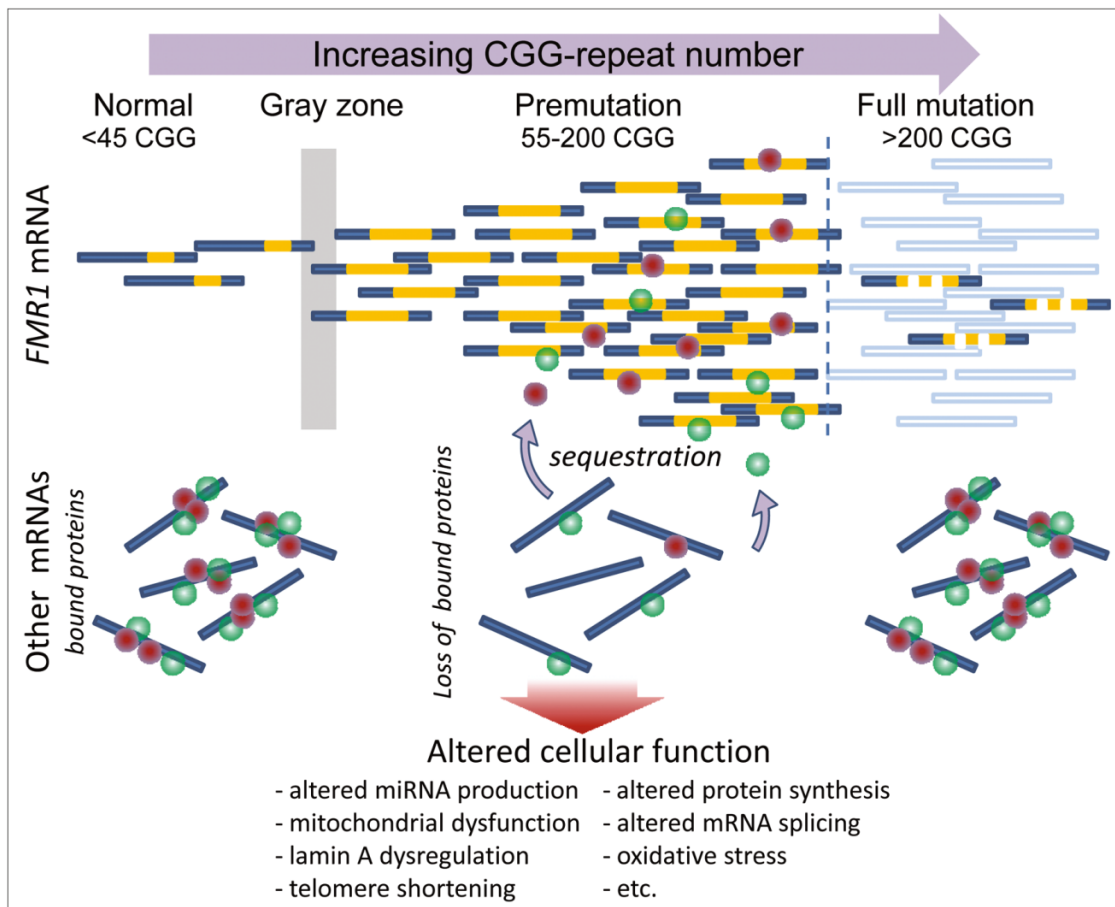 Increasing CGG-repeat number
Normal
<45 CGG
Gray zone
Premutation
55-200 CGG
Full mutation
>200 CGG
FMR1 mRNA
sequestration
Other mRNAs
bound proteins
Loss of bound proteins
Altered cellular function
- altered miRNA production
- mitochondrial dysfunction
- lamin A dysregulation
- telomere shortening
- altered protein synthesis
- altered mRNA splicing
- oxidative stress
- etc.